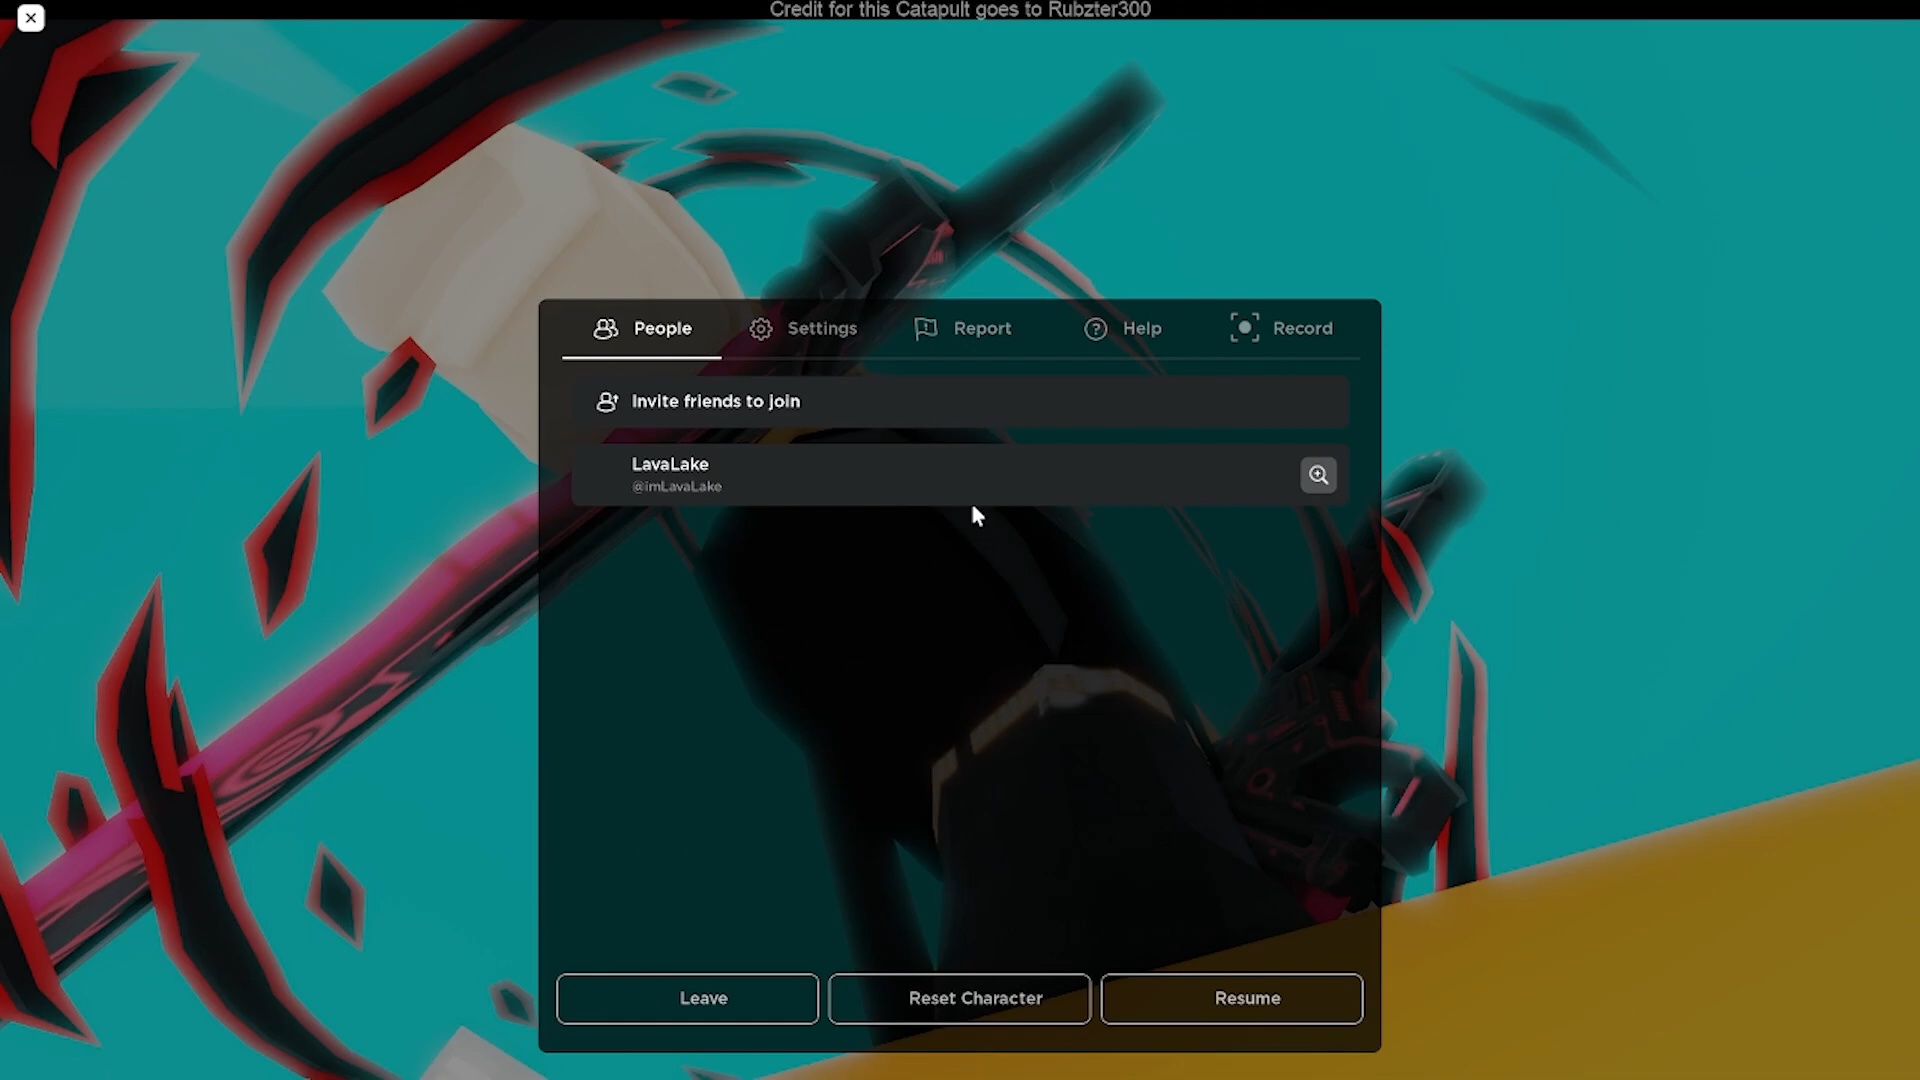 Credit for this Catapult goes to Rubzter300
People
Settings
Report
Help
Record
Invite friends to join
LavaLake
@imLavaLake
Leave
Reset Character
Resume